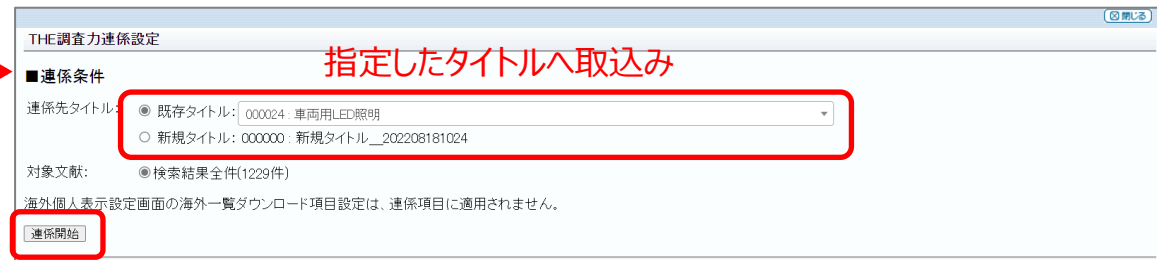 閉じる
THE調査力連係設定
指定したタイトルへ取込み
■連係条件
連係先タイトル:
既存タイトル: 000024 : 車両用LED照明
新規タイトル: 000000 : 新規タイトル__202208181024
対象文献: 検索結果全件(1229件)
海外個人表示設定画面の海外一覧ダウンロード項目設定は、連係項目に適用されません。
連係開始